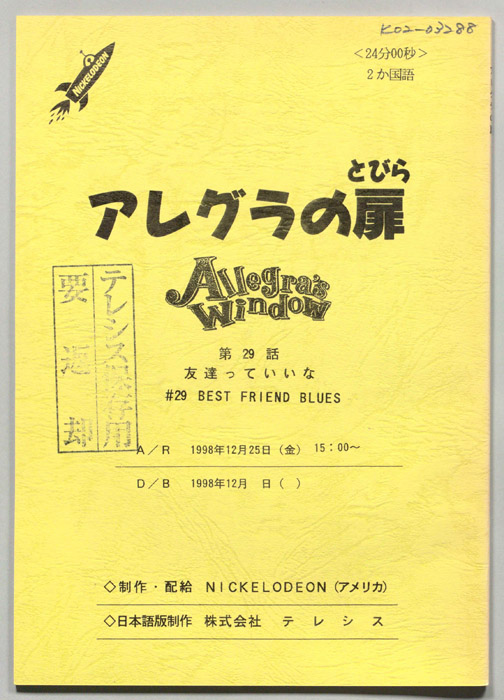 K02-03288
NICKELODEON
<24分00秒>
2か国語
とびら
アレグラの扉
Allegra's
Window
テレシス保存用
要返却
第29話
友達っていいな
#29 BEST FRIEND BLUES
A/R 1998年12月25日(金) 15:00~
D/B 1998年12月 日( )
◇制作・配給 NICKELODEON(アメリカ)
◇日本語版制作 株式会社 テレシス